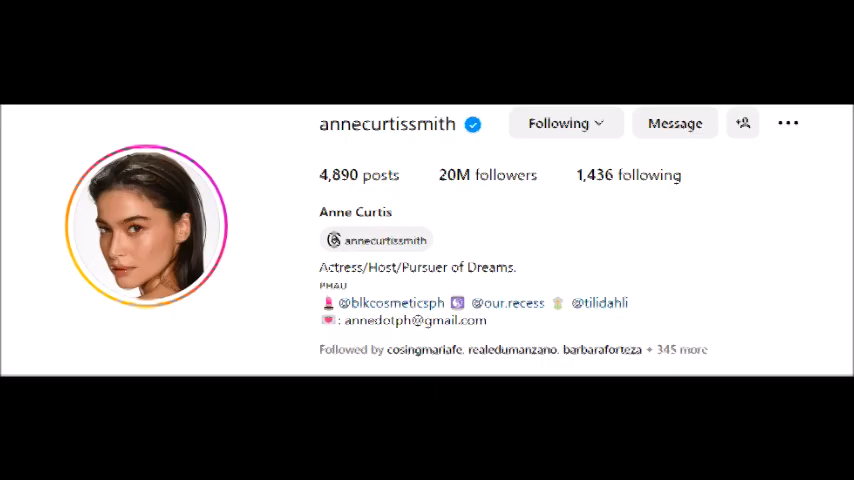 annecurtissmith Following Message
4,890 posts 20M followers 1,436 following
Anne Curtis
annecurtissmith
Actress/Host/Pursuer of Dreams.
PHAU
@blkcosmeticsph @our.recess @tilidahli
: annedotph@gmail.com
Followed by cosingmariafe, realedumanzano, barbaraforteza + 345 more